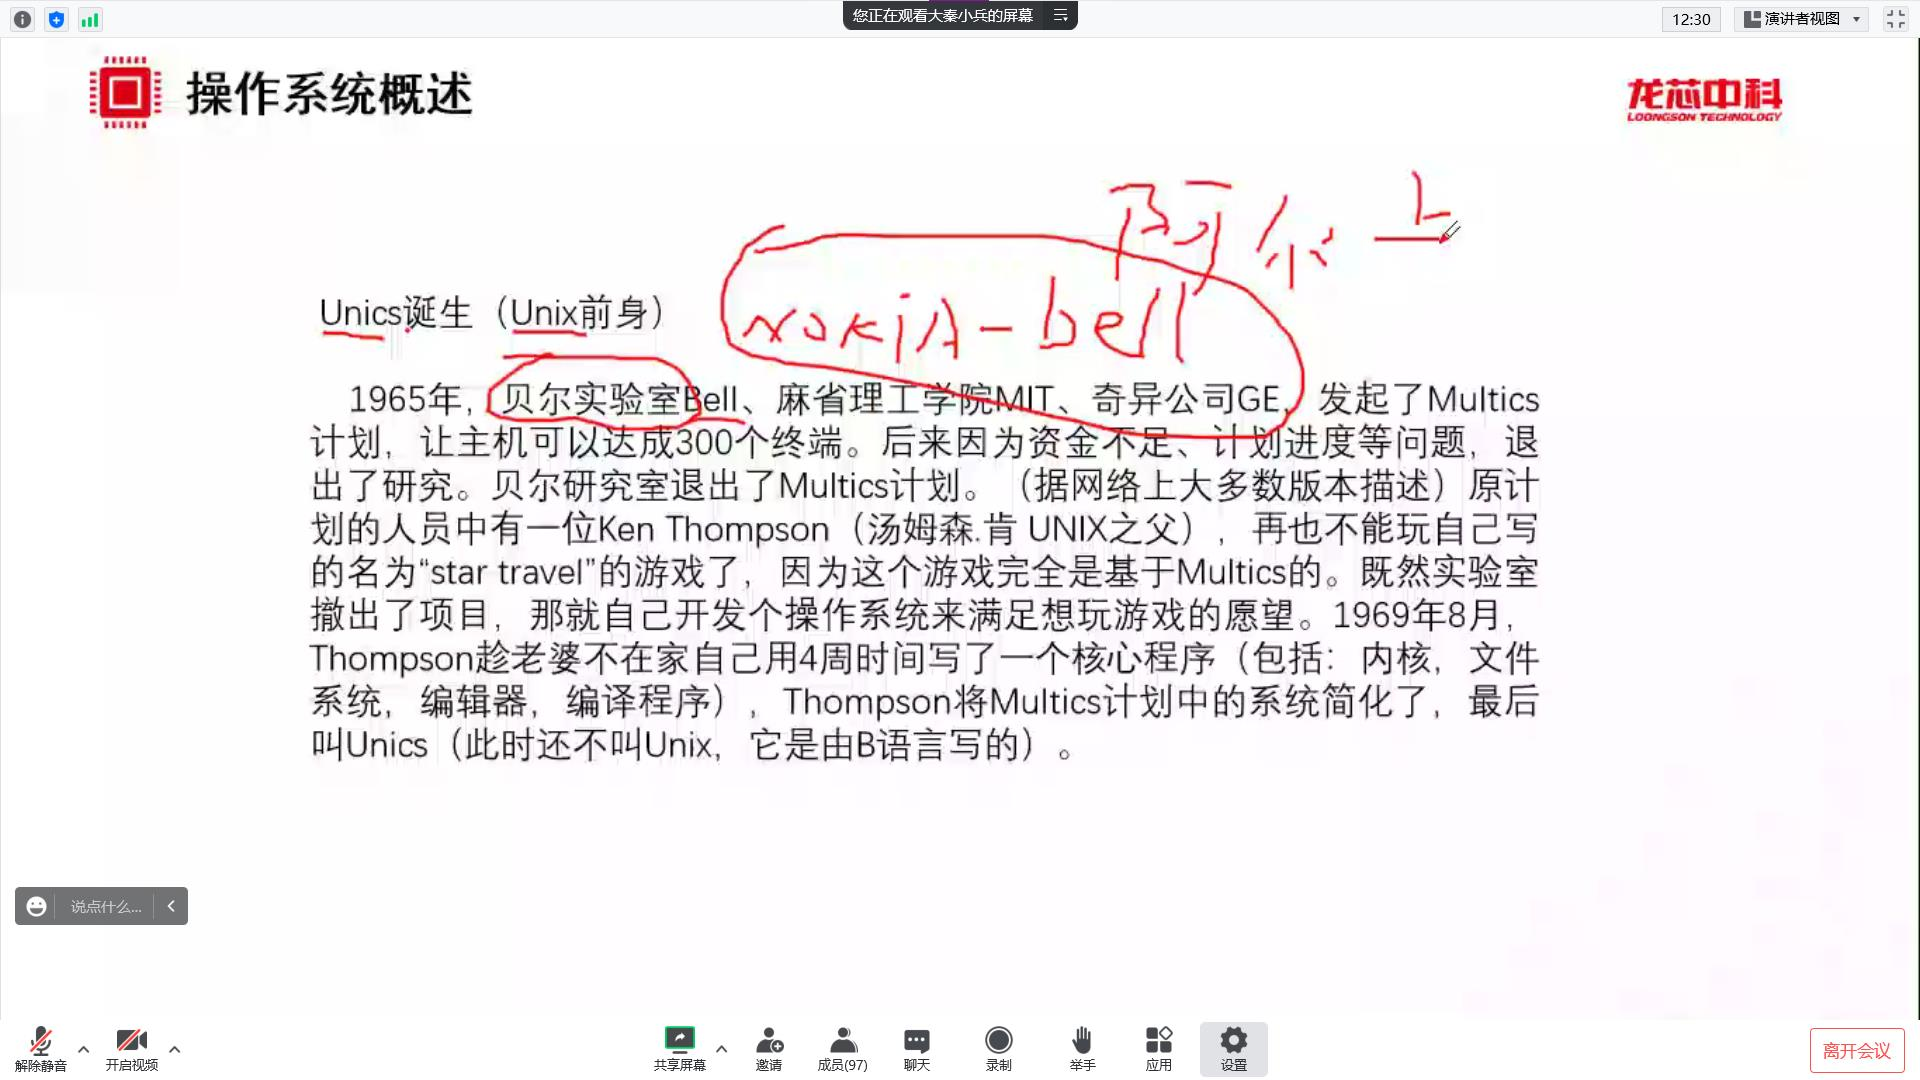 您正在观看大秦小兵的屏幕
12:30
演讲者视图
操作系统概述
龙芯中科
LOONGSON TECHNOLOGY
阿尔上
Unics诞生（Unix前身）
NOKIA-bell
1965年，贝尔实验室Bell、麻省理工学院MIT、奇异公司GE，发起了Multics
计划，让主机可以达成300个终端。后来因为资金不足、计划进度等问题，退
出了研究。贝尔研究室退出了Multics计划。（据网络上大多数版本描述）原计
划的人员中有一位Ken Thompson（汤姆森.肯 UNIX之父），再也不能玩自己写
的名为“star travel”的游戏了，因为这个游戏完全是基于Multics的。既然实验室
撤出了项目，那就自己开发个操作系统来满足想玩游戏的愿望。1969年8月，
Thompson趁老婆不在家自己用4周时间写了一个核心程序（包括：内核，文件
系统，编辑器，编译程序），Thompson将Multics计划中的系统简化了，最后
叫Unics（此时还不叫Unix，它是由B语言写的）。
说点什么...
解除静音
开启视频
共享屏幕
邀请
成员(97)
聊天
录制
举手
应用
设置
离开会议